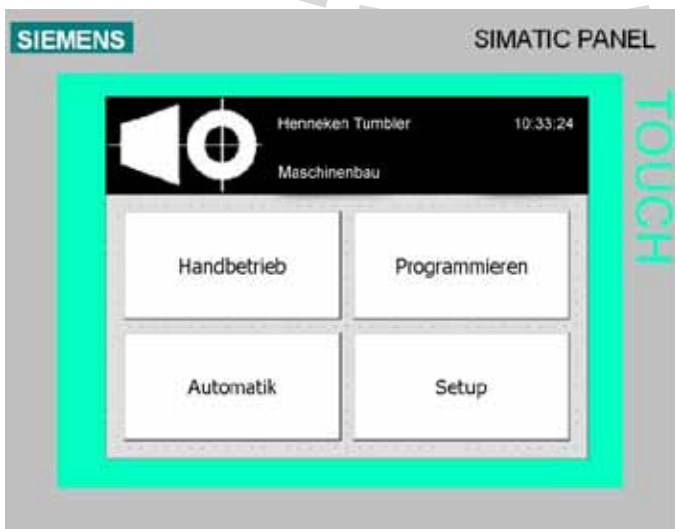 SIEMENS
SIMATIC PANEL
TOUCH
Henneken Tumbler
10:33:24
Maschinenbau
Handbetrieb
Programmieren
Automatik
Setup